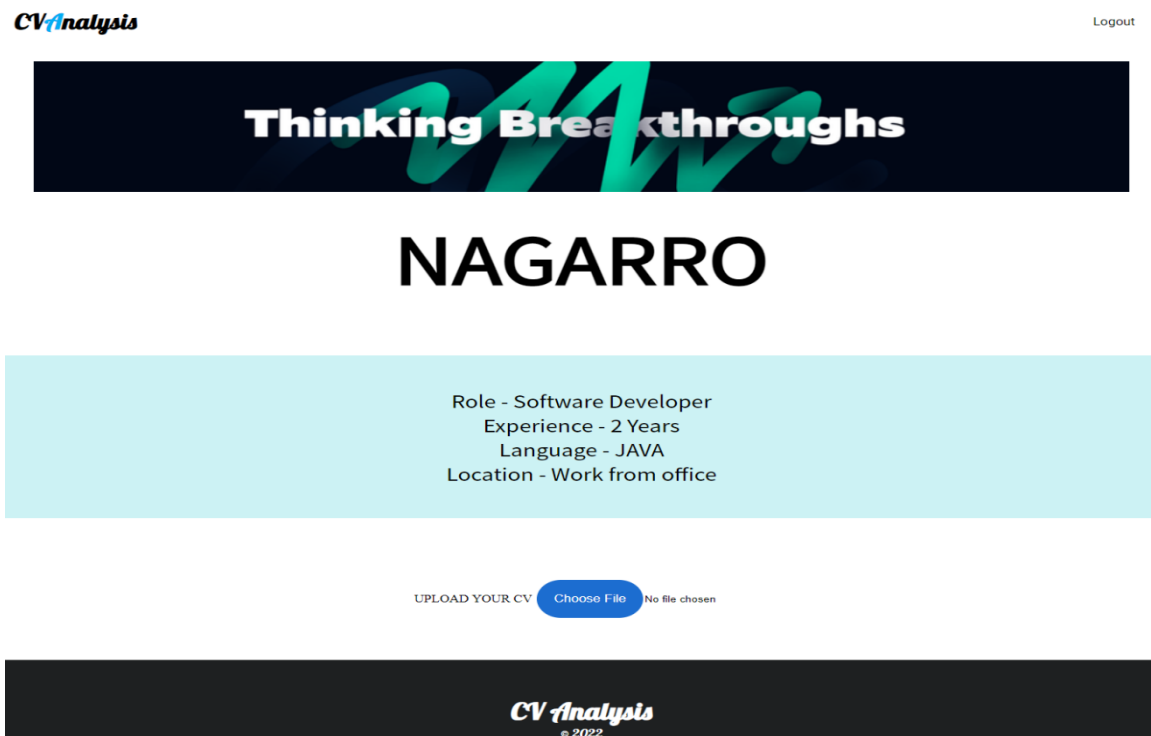 CVAnalysis
Logout
Thinking Breakthroughs
NAGARRO
Role - Software Developer
Experience - 2 Years
Language - JAVA
Location - Work from office
UPLOAD YOUR CV Choose File No file chosen
CV Analysis
© 2022